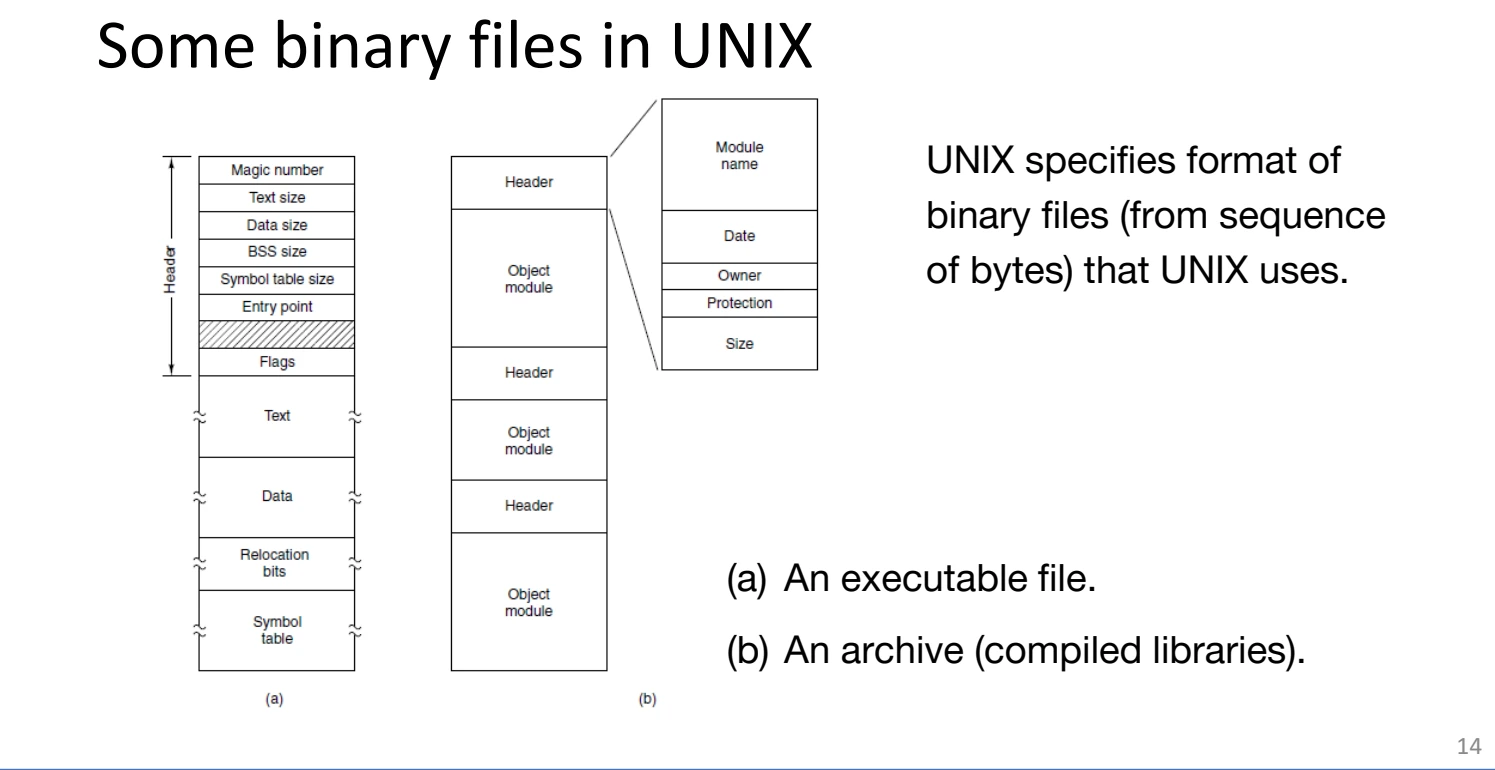 Some binary files in UNIX
Header
Magic number
Text size
Data size
BSS size
Symbol table size
Entry point
Flags
Text
Data
Relocation
bits
Symbol
table
(a)
Header
Object
module
Header
Object
module
Header
Object
module
Module
name
Date
Owner
Protection
Size
(b)
UNIX specifies format of
binary files (from sequence
of bytes) that UNIX uses.
(a) An executable file.
(b) An archive (compiled libraries).
14